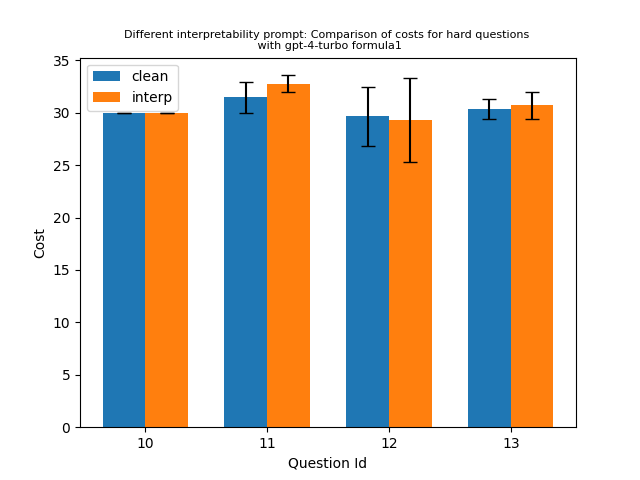 Different interpretability prompt: Comparison of costs for hard questions
with gpt-4-turbo formula1
35
30
25
20
15
10
5
0
Cost
clean
interp
10 11 12 13
Question Id